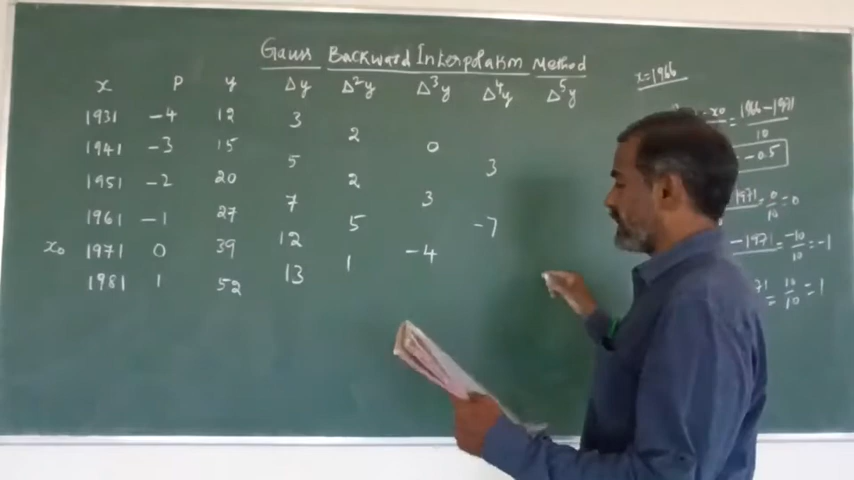 Gauss Backward Interpolation Method
x P y Δy Δ²y Δ³y Δ⁴y Δ⁵y
1931 -4 12
3
2
1941 -3 15 0
5 3
1951 -2 20 2
7 3
1961 -1 27 5 -7
12
x₀ 1971 0 39 1 -4
13
1981 1 52
x=1966
-x₀ = 1966-1971
10
-0.5
-1971 = 0/10 = 0
-1971 = -10/10 = -1
71 = 10/10 = 1